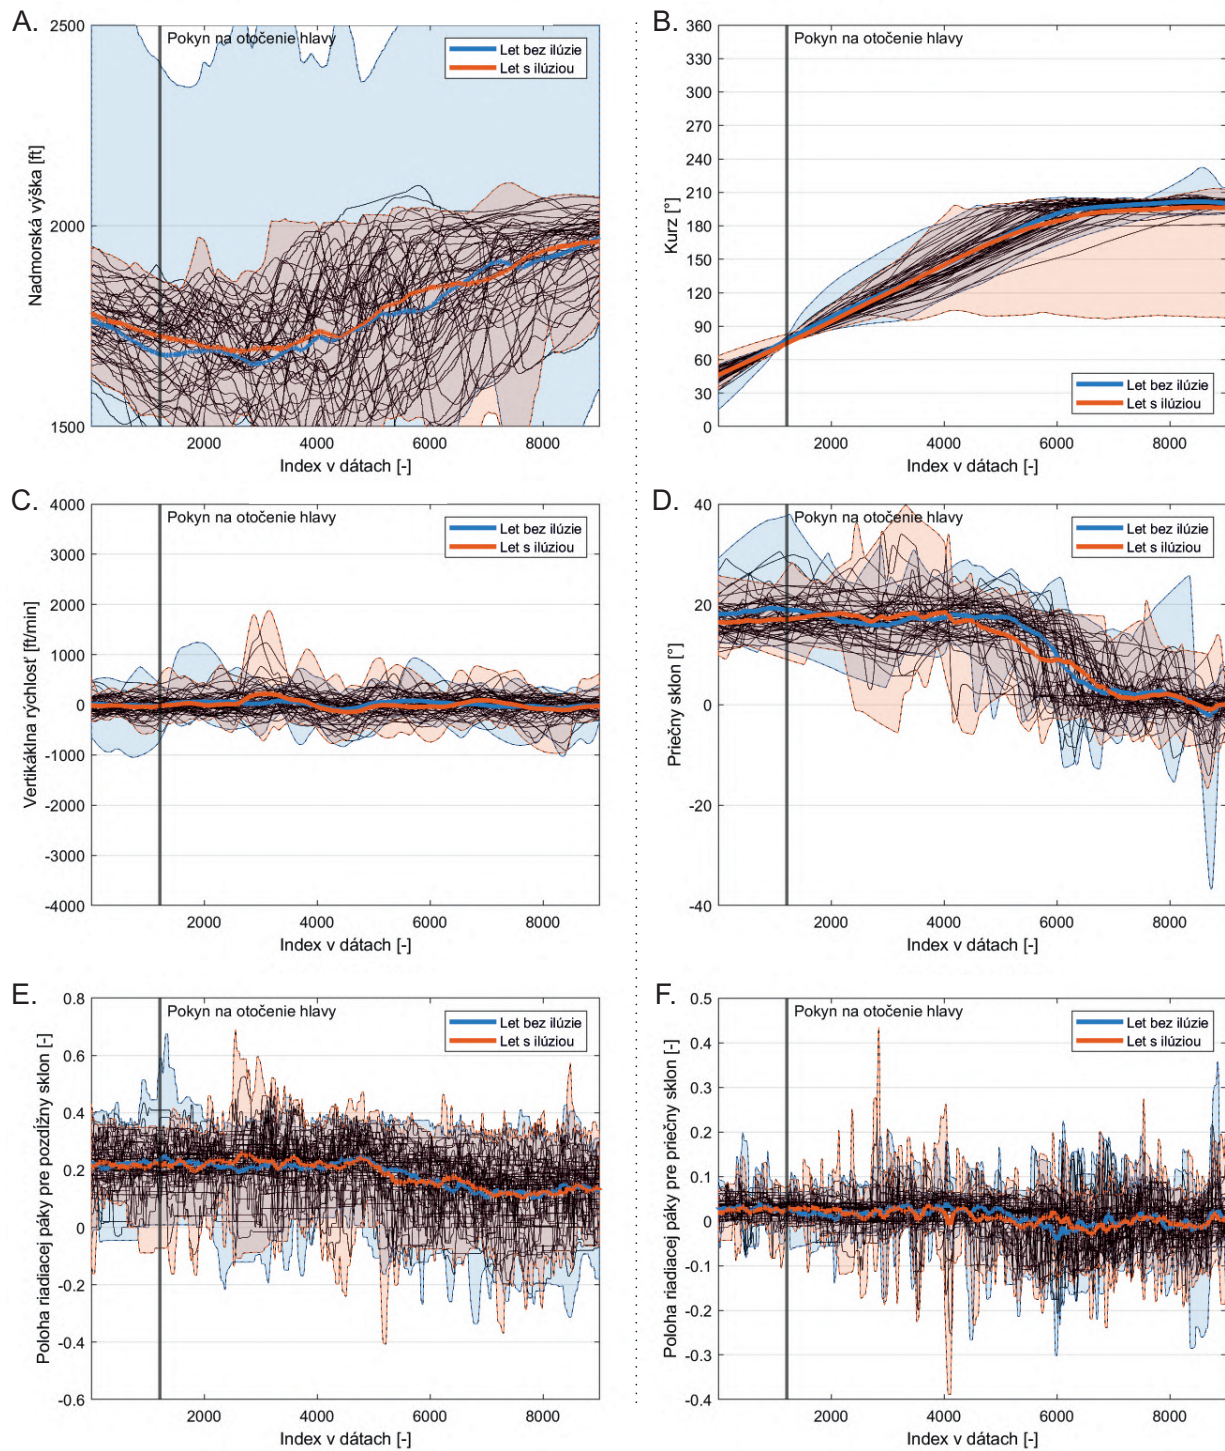 A.
2500
2000
1500
2000
4000
6000
8000
Nadmorská výška [ft]
Index v dátach [-]
Pokyn na otočenie hlavy
Let bez ilúzie
Let s ilúziou
B.
360
330
300
270
240
210
180
150
120
90
60
30
0
2000
4000
6000
8000
Kurz [°]
Index v dátach [-]
Pokyn na otočenie hlavy
Let bez ilúzie
Let s ilúziou
C.
4000
3000
2000
1000
0
-1000
-2000
-3000
-4000
2000
4000
6000
8000
Vertikáklna rýchlosť [ft/min]
Index v dátach [-]
Pokyn na otočenie hlavy
Let bez ilúzie
Let s ilúziou
D.
40
20
0
-20
-40
2000
4000
6000
8000
Priečny sklon [°]
Index v dátach [-]
Pokyn na otočenie hlavy
Let bez ilúzie
Let s ilúziou
E.
0.8
0.6
0.4
0.2
0
-0.2
-0.4
-0.6
2000
4000
6000
8000
Poloha riadiacej páky pre pozdĺžny sklon [-]
Index v dátach [-]
Pokyn na otočenie hlavy
Let bez ilúzie
Let s ilúziou
F.
0.5
0.4
0.3
0.2
0.1
0
-0.1
-0.2
-0.3
-0.4
2000
4000
6000
8000
Poloha riadiacej páky pre priečny sklon [-]
Index v dátach [-]
Pokyn na otočenie hlavy
Let bez ilúzie
Let s ilúziou